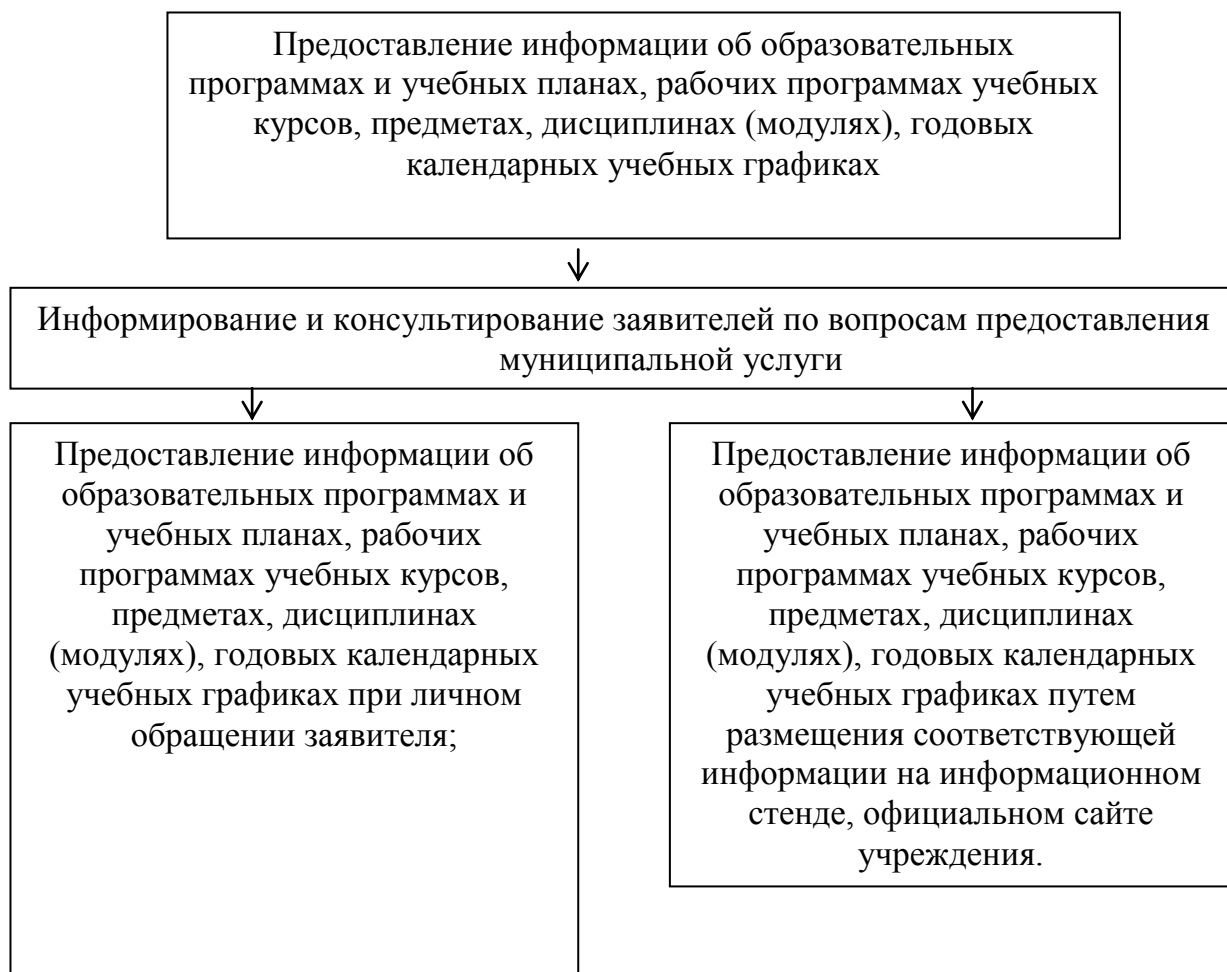 Предоставление информации об образовательных
программах и учебных планах, рабочих программах учебных
курсов, предметах, дисциплинах (модулях), годовых
календарных учебных графиках
Информирование и консультирование заявителей по вопросам предоставления
муниципальной услуги
Предоставление информации об
образовательных программах и
учебных планах, рабочих
программах учебных курсов,
предметах, дисциплинах
(модулях), годовых календарных
учебных графиках при личном
обращении заявителя;
Предоставление информации об
образовательных программах и
учебных планах, рабочих
программах учебных курсов,
предметах, дисциплинах
(модулях), годовых календарных
учебных графиках путем
размещения соответствующей
информации на информационном
стенде, официальном сайте
учреждения.